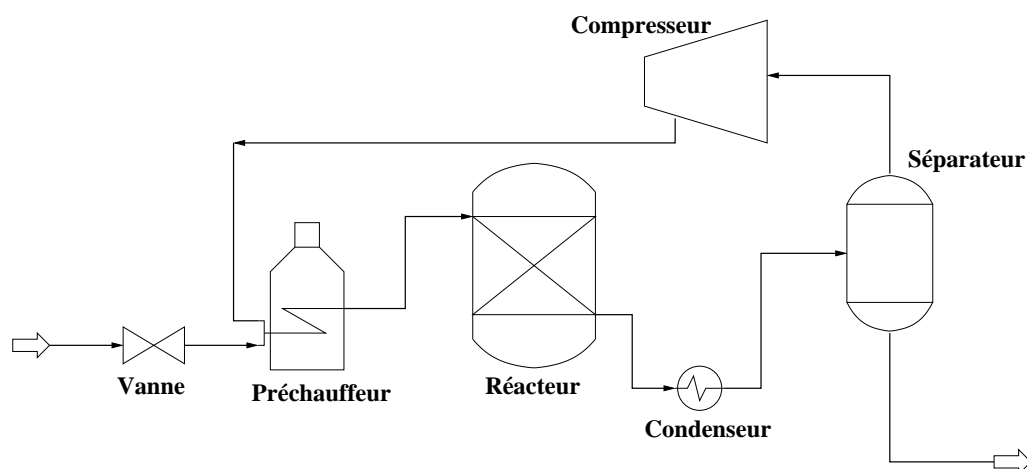 Compresseur
Séparateur
Vanne
Préchauffeur
Réacteur
Condenseur